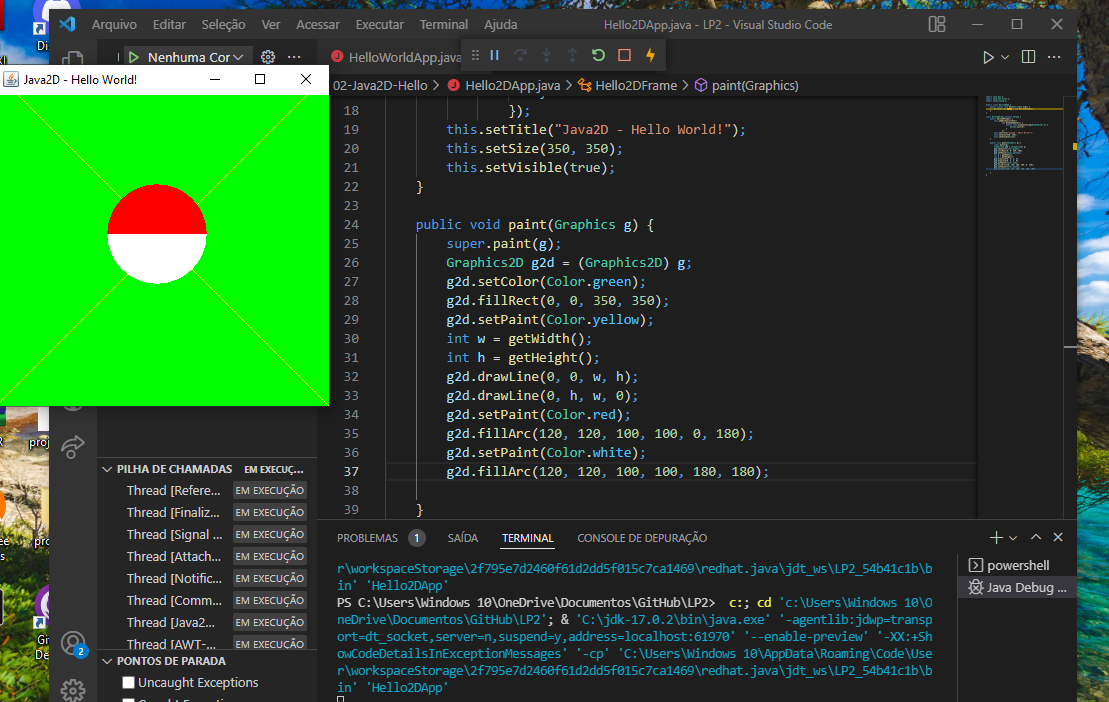 Arquivo Editar Seleção Ver Acessar Executar Terminal Ajuda Hello2DApp.java - LP2 - Visual Studio Code
Nenhuma Cor
HelloWorldApp.java
Java2D - Hello World!
02-Java2D-Hello > Hello2DApp.java > Hello2DFrame > paint(Graphics)
18 });
19 this.setTitle("Java2D - Hello World!");
20 this.setSize(350, 350);
21 this.setVisible(true);
22 }
23
24 public void paint(Graphics g) {
25 super.paint(g);
26 Graphics2D g2d = (Graphics2D) g;
27 g2d.setColor(Color.green);
28 g2d.fillRect(0, 0, 350, 350);
29 g2d.setPaint(Color.yellow);
30 int w = getWidth();
31 int h = getHeight();
32 g2d.drawLine(0, 0, w, h);
33 g2d.drawLine(0, h, w, 0);
34 g2d.setPaint(Color.red);
35 g2d.fillArc(120, 120, 100, 100, 0, 180);
36 g2d.setPaint(Color.white);
37 g2d.fillArc(120, 120, 100, 100, 180, 180);
38
39 }
PILHA DE CHAMADAS EM EXECUÇ...
Thread [Refere... EM EXECUÇÃO
Thread [Finaliz... EM EXECUÇÃO
Thread [Signal ... EM EXECUÇÃO
Thread [Attach... EM EXECUÇÃO
Thread [Notific... EM EXECUÇÃO
Thread [Comm... EM EXECUÇÃO
Thread [Java2... EM EXECUÇÃO
Thread [AWT-... EM EXECUÇÃO
PONTOS DE PARADA
Uncaught Exceptions
2
PROBLEMAS 1 SAÍDA TERMINAL CONSOLE DE DEPURAÇÃO
r\workspaceStorage\2f795e7d2460f61d2dd5f015c7ca1469\redhat.java\jdt_ws\LP2_54b41c1b\b
in' 'Hello2DApp'
PS C:\Users\Windows 10\OneDrive\Documentos\GitHub\LP2> c:; cd 'c:\Users\Windows 10\O
neDrive\Documentos\GitHub\LP2'; & 'C:\jdk-17.0.2\bin\java.exe' '-agentlib:jdwp=transp
ort=dt_socket,server=n,suspend=y,address=localhost:61970' '--enable-preview' '-XX:+Sh
owCodeDetailsInExceptionMessages' '-cp' 'C:\Users\Windows 10\AppData\Roaming\Code\Use
r\workspaceStorage\2f795e7d2460f61d2dd5f015c7ca1469\redhat.java\jdt_ws\LP2_54b41c1b\b
in' 'Hello2DApp'
powershell
Java Debug ...